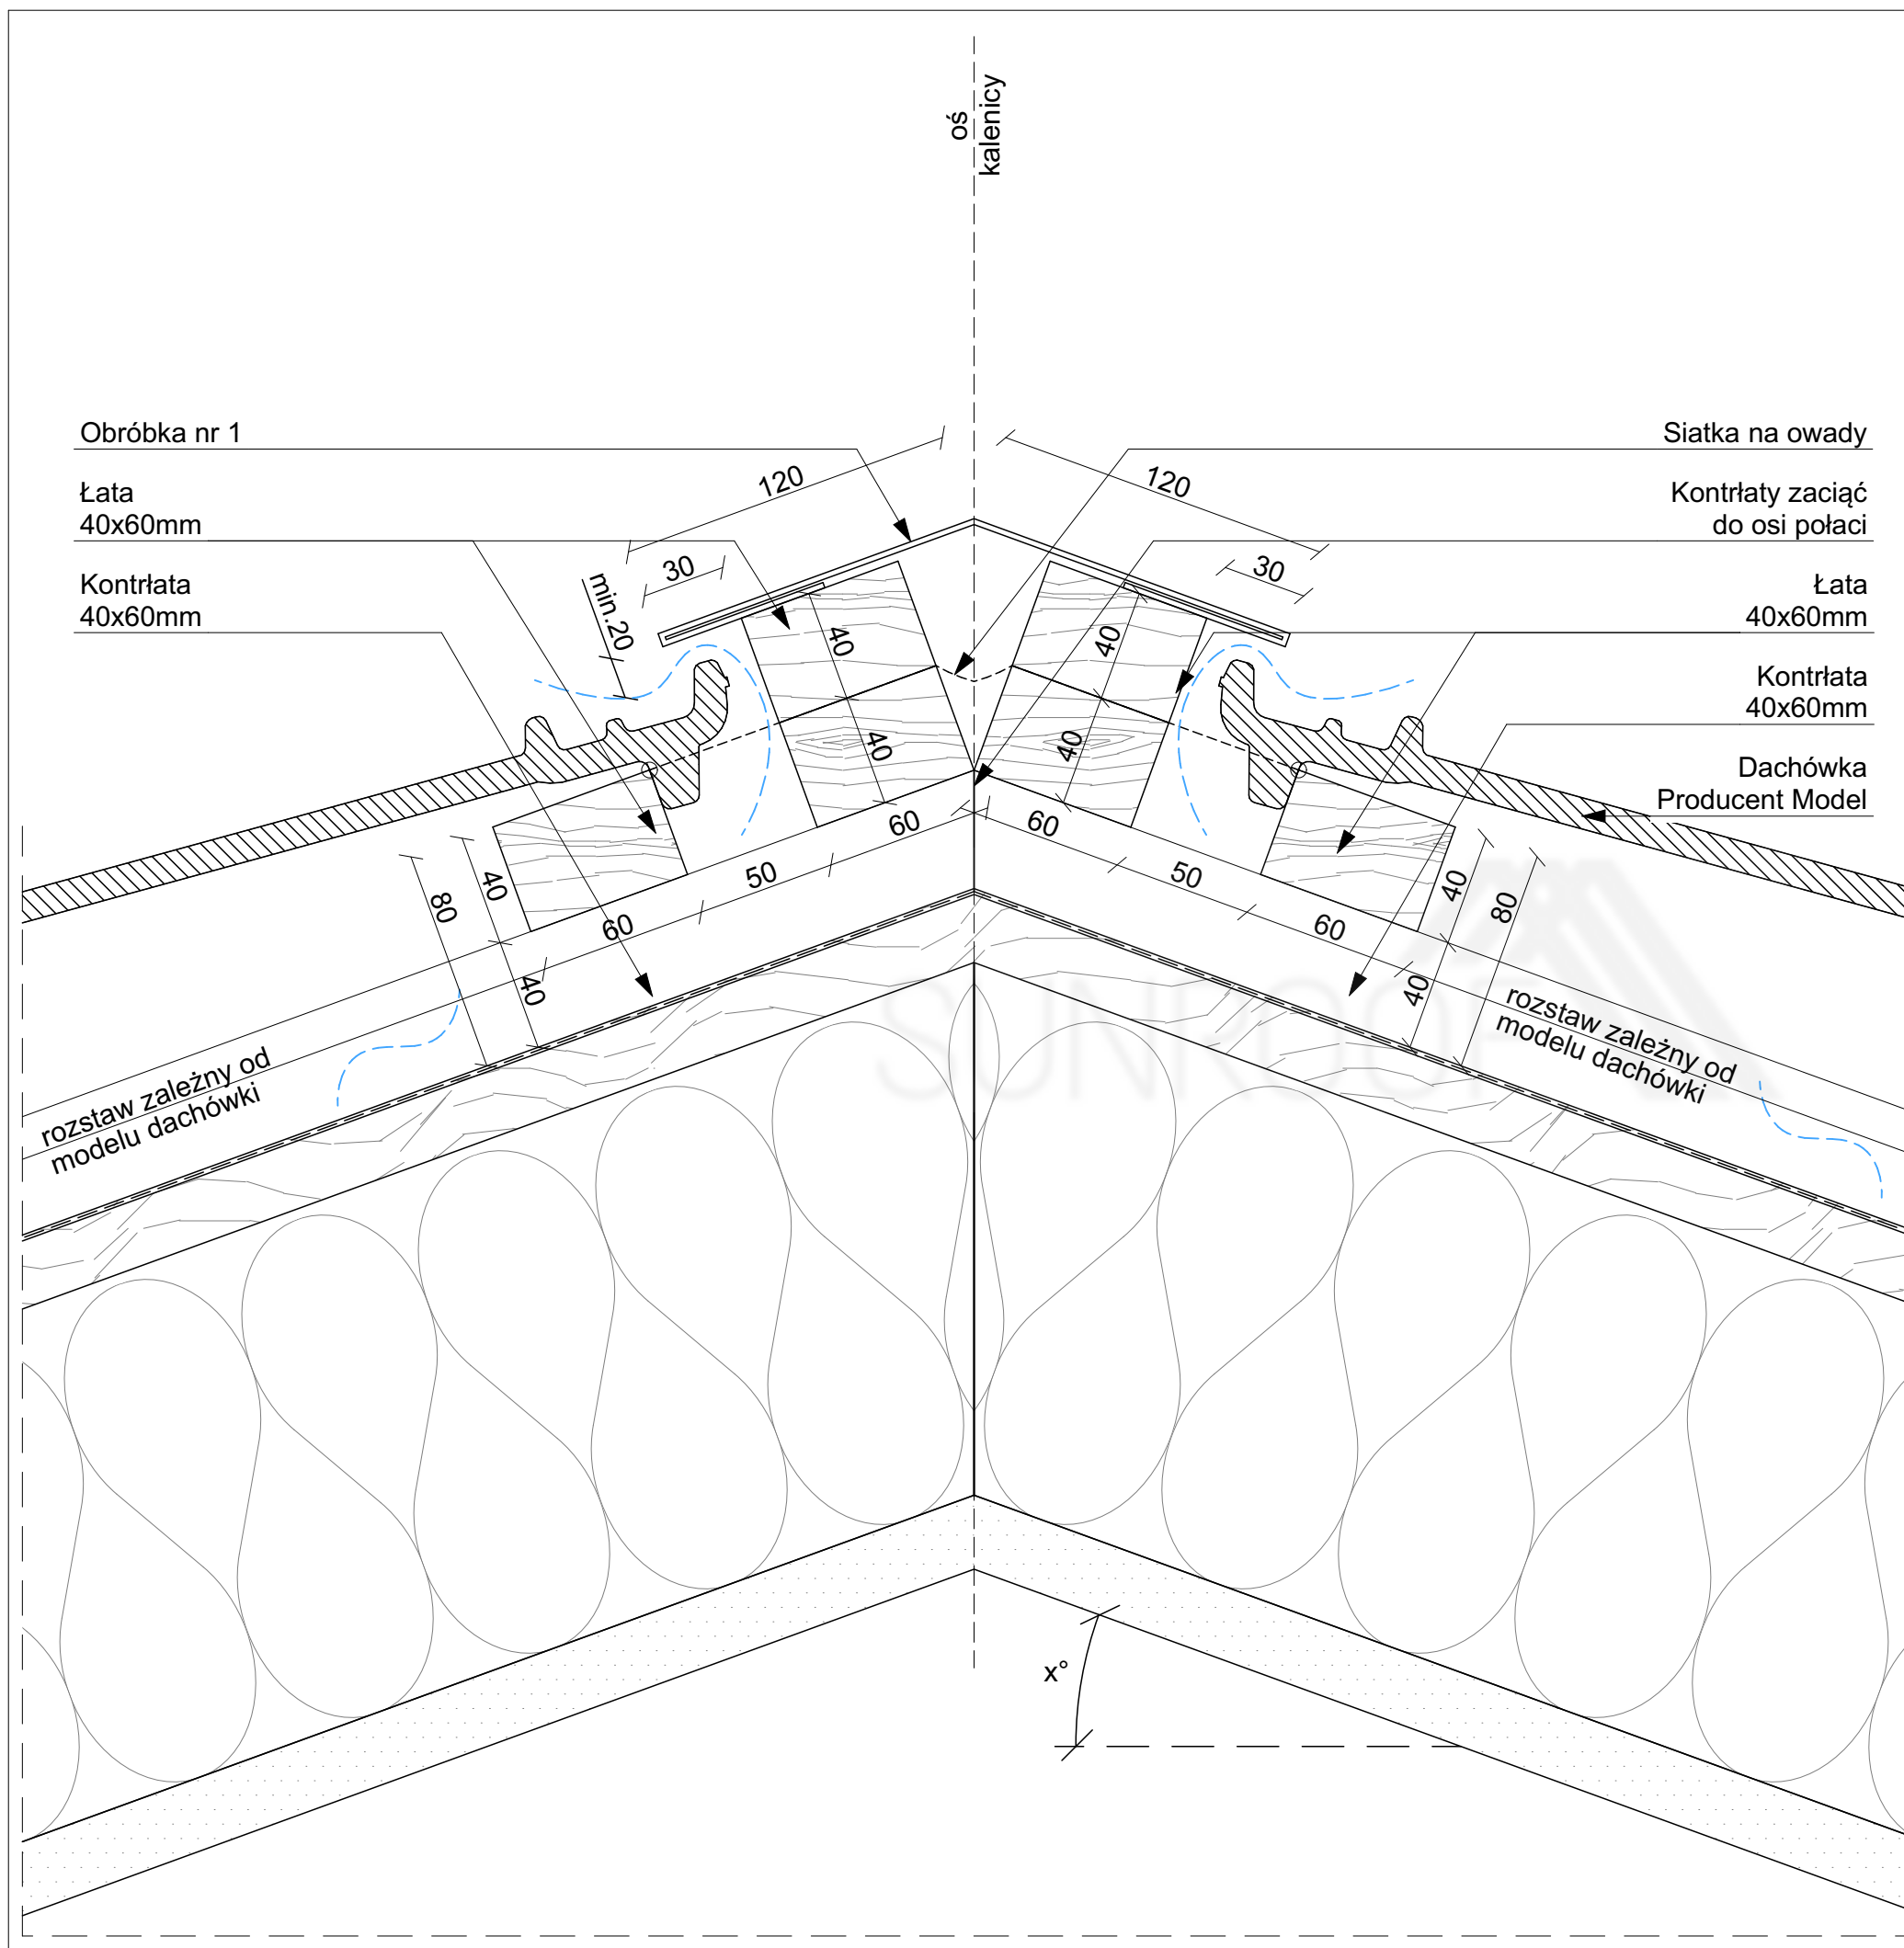 oś
kalenicy
Obróbka nr 1
Siatka na owady
120
120
Łata
40x60mm
Kontrłaty zaciąć
do osi połaci
30
30
min.20
Kontrłata
40x60mm
Łata
40x60mm
40
40
Kontrłata
40x60mm
40
40
Dachówka
Producent Model
60
60
50
50
40
80
60
60
40
80
40
40
rozstaw zależny od
modelu dachówki
rozstaw zależny od
modelu dachówki
SUNROOF
x°